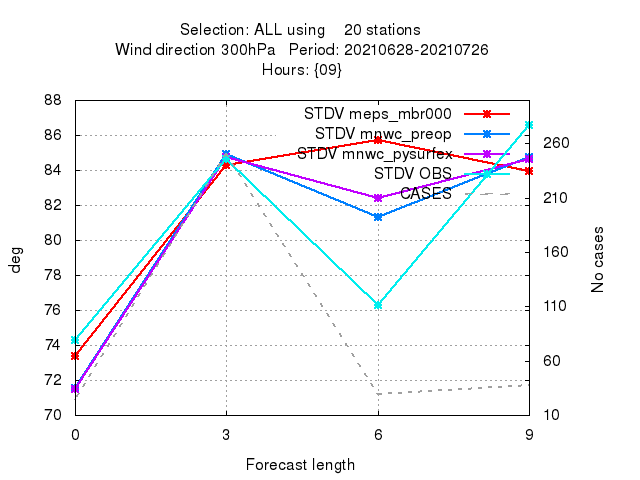 Selection: ALL using 20 stations
Wind direction 300hPa Period: 20210628-20210726
Hours: {09}
88
86
84
82
80
78
76
74
72
70
deg
STDV meps_mbr000
STDV mnwc_preop
STDV mnwc_pysurfex
STDV OBS
CASES
260
210
160
110
60
10
No cases
0 3 6 9
Forecast length